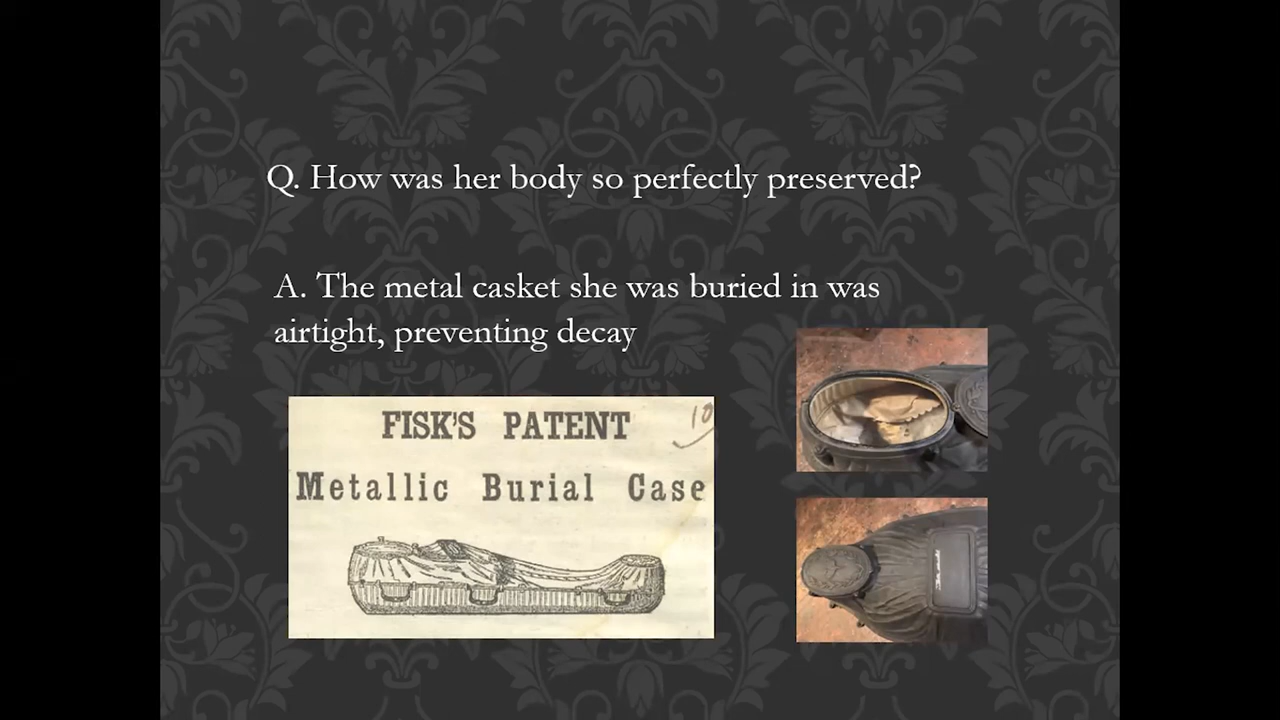 Q. How was her body so perfectly preserved?
A. The metal casket she was buried in was
airtight, preventing decay
FISK'S PATENT
10
Metallic Burial Case